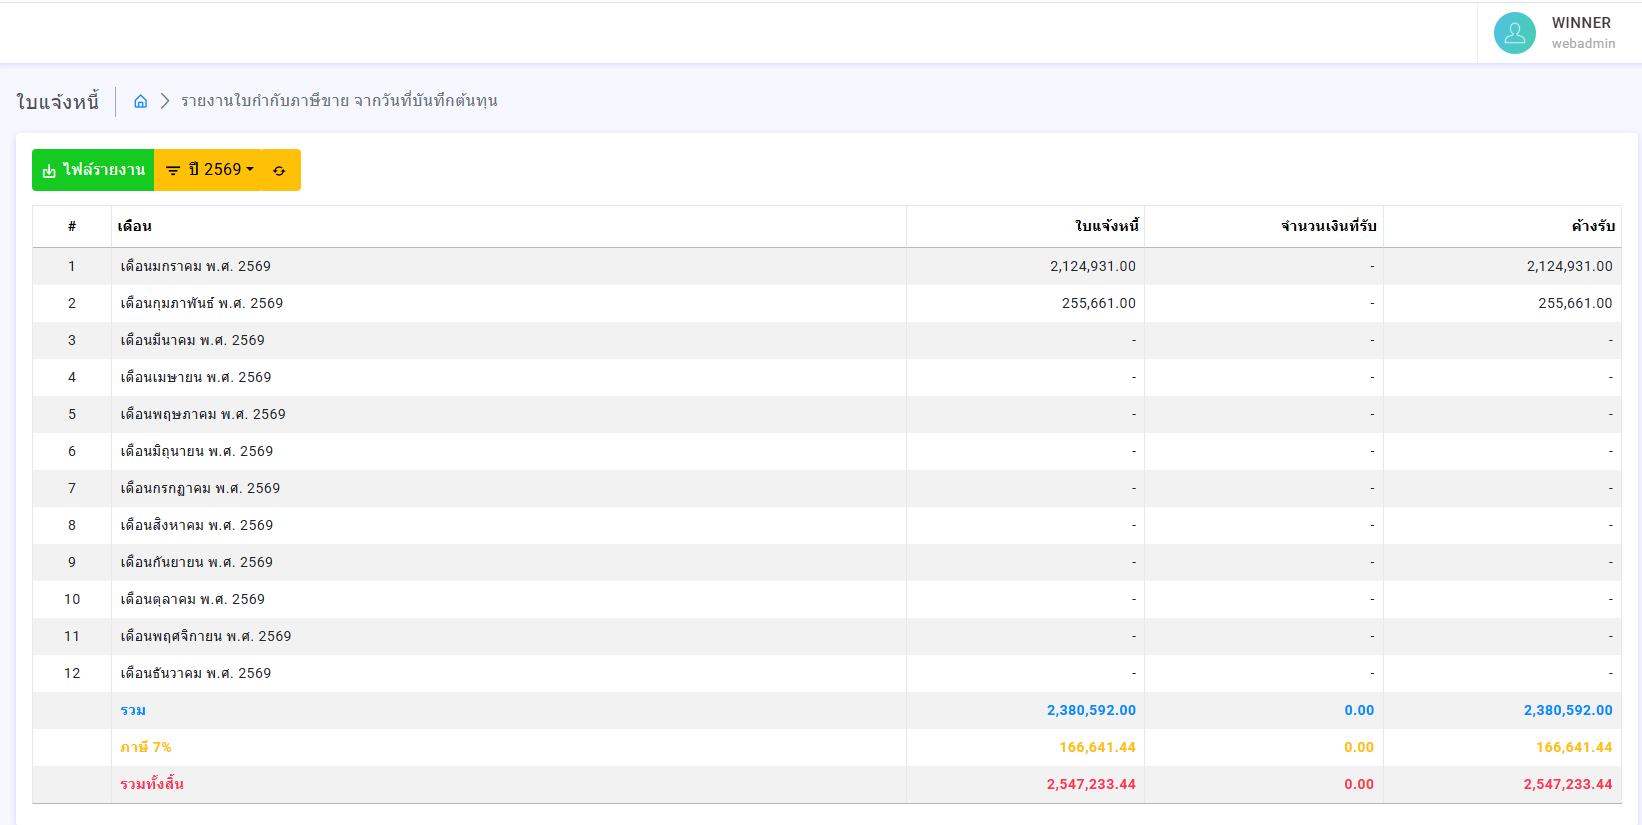 WINNER
webadmin
ใบแจ้งหนี้ รายงานใบกำกับภาษีขาย จากวันที่บันทึกต้นทุน
ไฟล์รายงาน ปี 2569
# เดือน ใบแจ้งหนี้ จำนวนเงินที่รับ ค้างรับ
1 เดือนมกราคม พ.ศ. 2569 2,124,931.00 - 2,124,931.00
2 เดือนกุมภาพันธ์ พ.ศ. 2569 255,661.00 - 255,661.00
3 เดือนมีนาคม พ.ศ. 2569 - - -
4 เดือนเมษายน พ.ศ. 2569 - - -
5 เดือนพฤษภาคม พ.ศ. 2569 - - -
6 เดือนมิถุนายน พ.ศ. 2569 - - -
7 เดือนกรกฎาคม พ.ศ. 2569 - - -
8 เดือนสิงหาคม พ.ศ. 2569 - - -
9 เดือนกันยายน พ.ศ. 2569 - - -
10 เดือนตุลาคม พ.ศ. 2569 - - -
11 เดือนพฤศจิกายน พ.ศ. 2569 - - -
12 เดือนธันวาคม พ.ศ. 2569 - - -
รวม 2,380,592.00 0.00 2,380,592.00
ภาษี 7% 166,641.44 0.00 166,641.44
รวมทั้งสิ้น 2,547,233.44 0.00 2,547,233.44